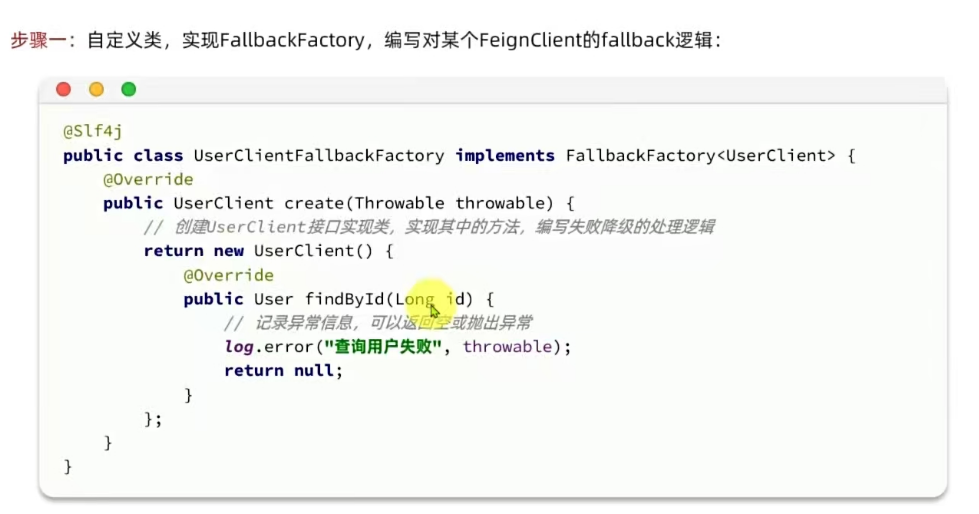 步骤一：自定义类，实现FallbackFactory，编写对某个FeignClient的fallback逻辑：
@Slf4j
public class UserClientFallbackFactory implements FallbackFactory<UserClient> {
    @Override
    public UserClient create(Throwable throwable) {
        // 创建UserClient接口实现类，实现其中的方法，编写失败降级的处理逻辑
        return new UserClient() {
            @Override
            public User findById(Long id) {
                // 记录异常信息，可以返回空或抛出异常
                log.error("查询用户失败", throwable);
                return null;
            }
        };
    }
}